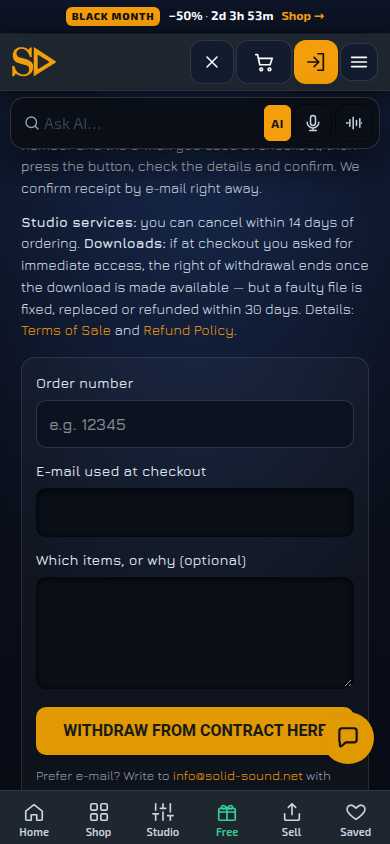 BLACK MONTH −50% · 2d 3h 53m Shop →
SD
Ask AI... AI
press the button, check the details and confirm. We
confirm receipt by e-mail right away.
Studio services: you can cancel within 14 days of
ordering. Downloads: if at checkout you asked for
immediate access, the right of withdrawal ends once
the download is made available — but a faulty file is
fixed, replaced or refunded within 30 days. Details:
Terms of Sale and Refund Policy.
Order number
e.g. 12345
E-mail used at checkout
Which items, or why (optional)
WITHDRAW FROM CONTRACT HERE
Prefer e-mail? Write to info@solid-sound.net with
Home Shop Studio Free Sell Saved